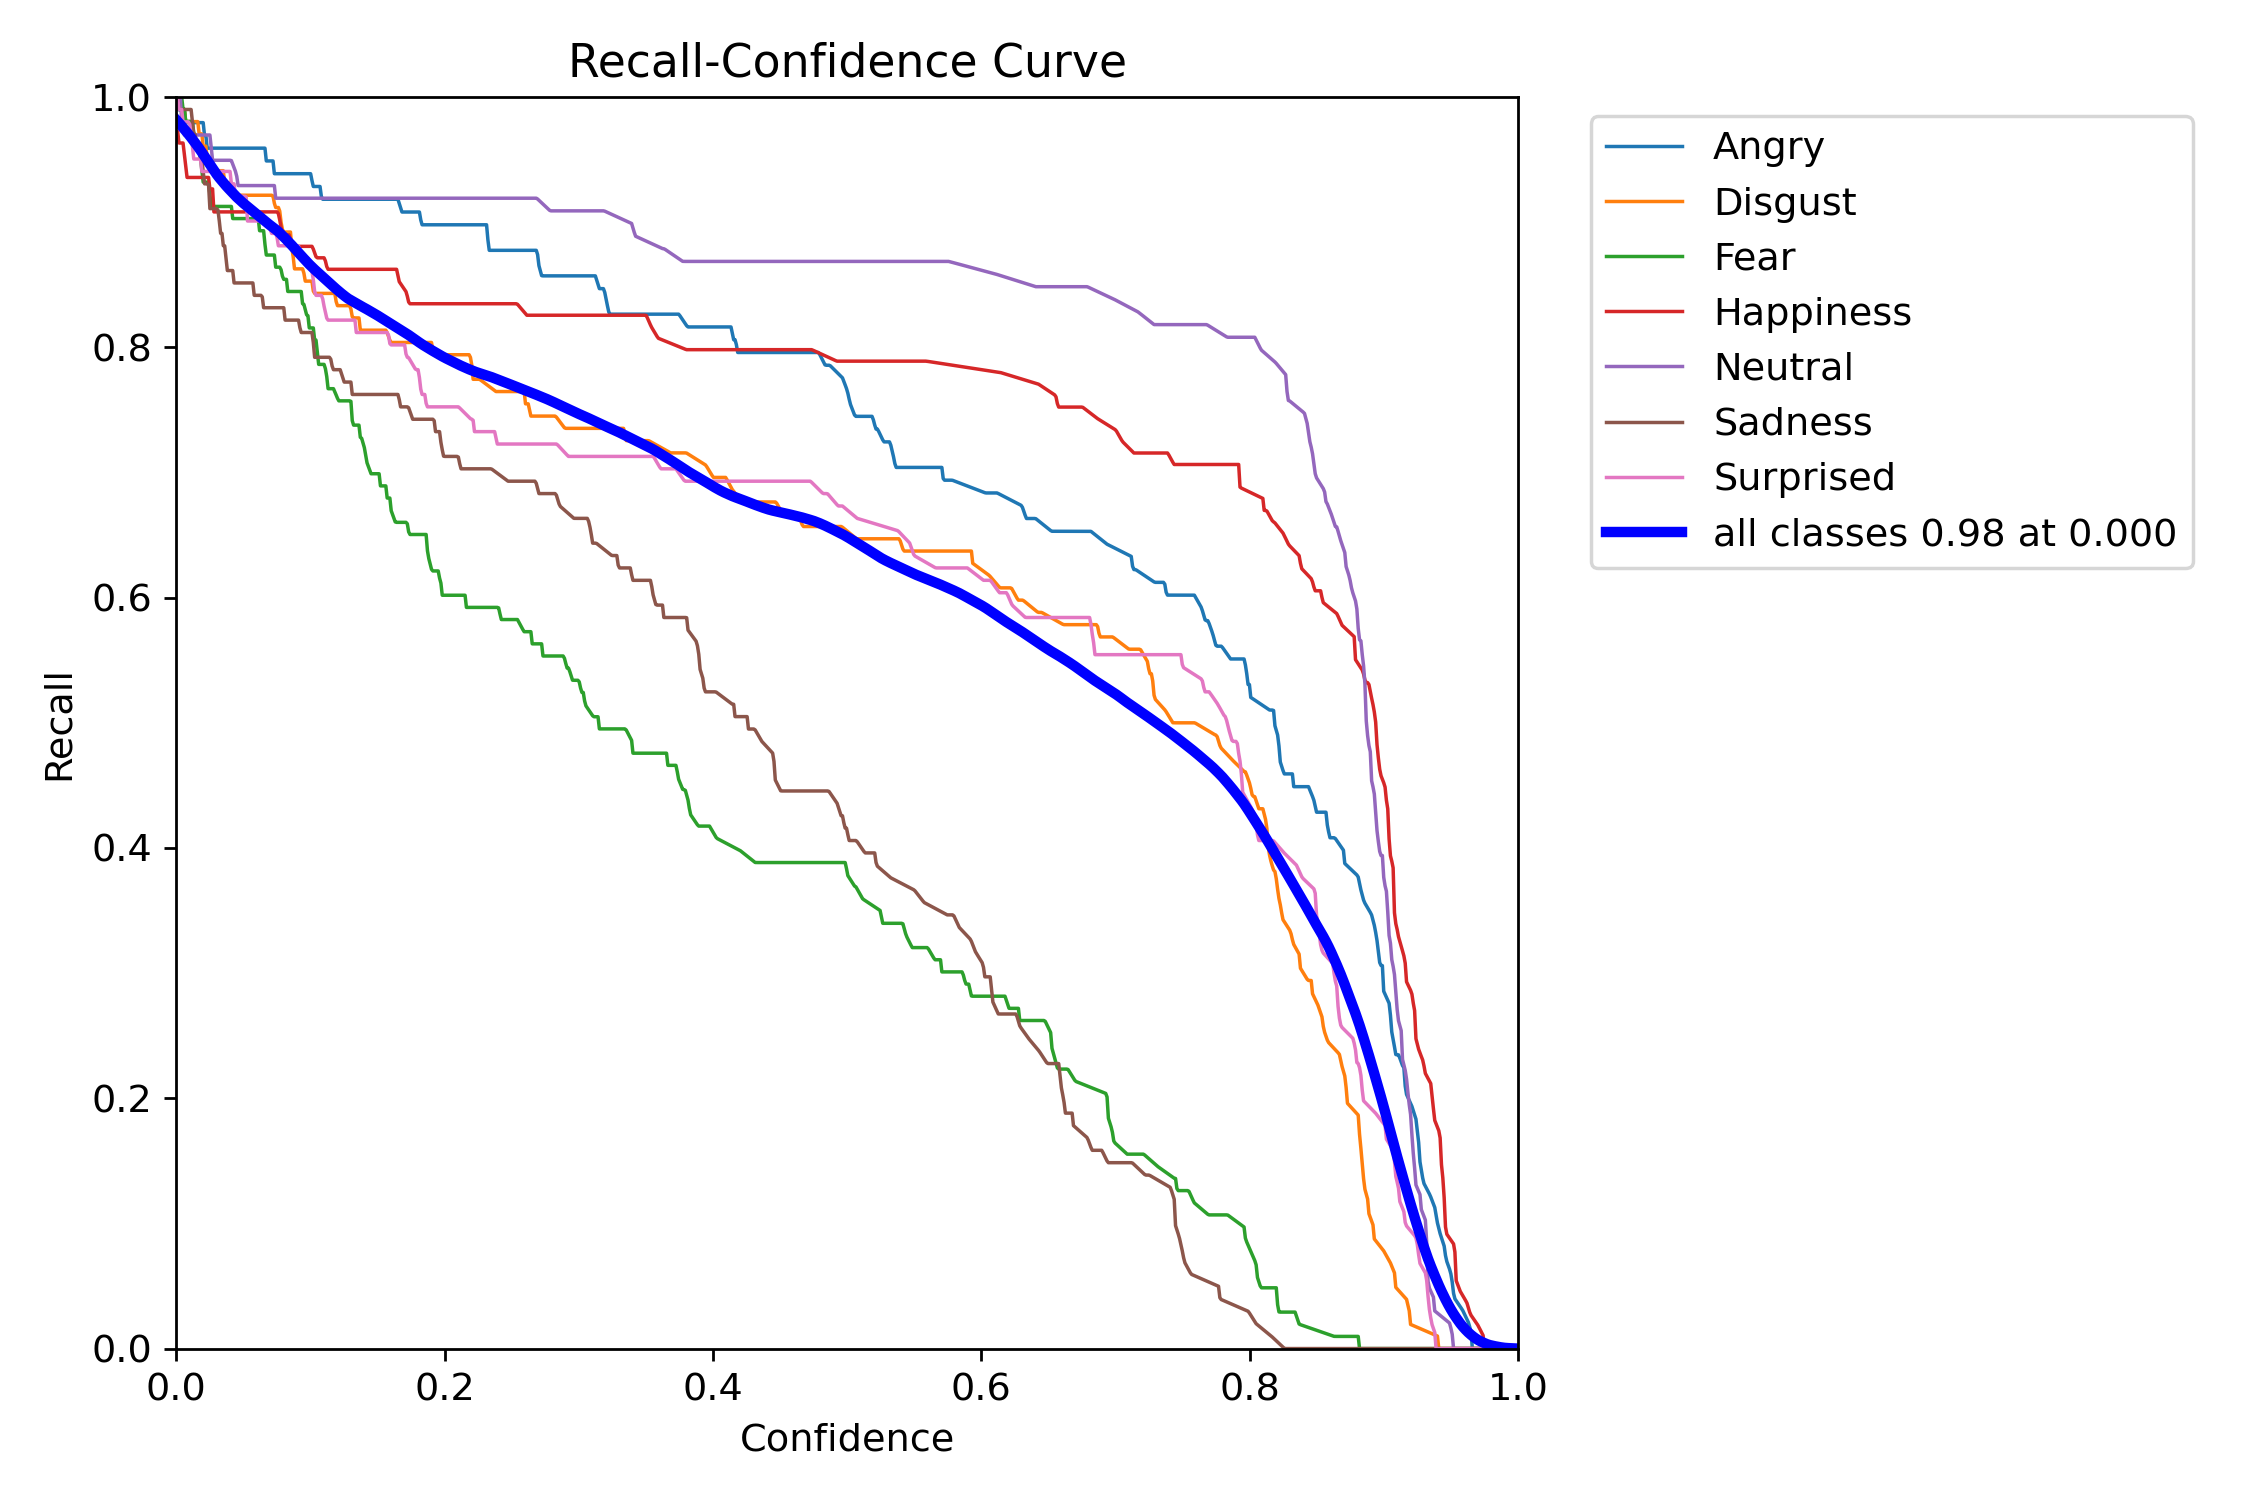 Recall-Confidence Curve
1.0
0.8
0.6
0.4
0.2
0.0
Recall
0.0 0.2 0.4 0.6 0.8 1.0
Confidence
Angry
Disgust
Fear
Happiness
Neutral
Sadness
Surprised
all classes 0.98 at 0.000